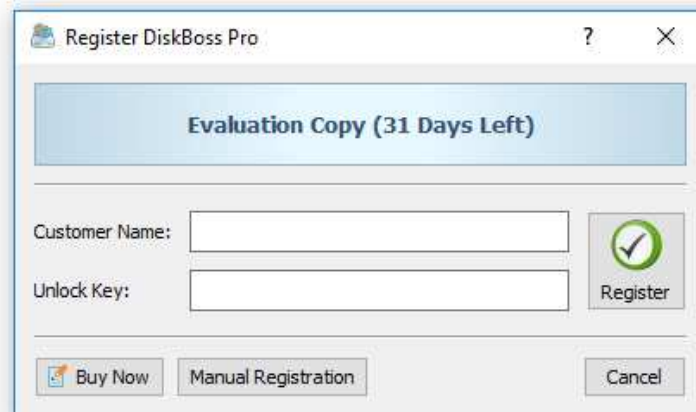 Register DiskBoss Pro ?
Evaluation Copy (31 Days Left)
Customer Name:
Unlock Key:
Register
Buy Now Manual Registration Cancel